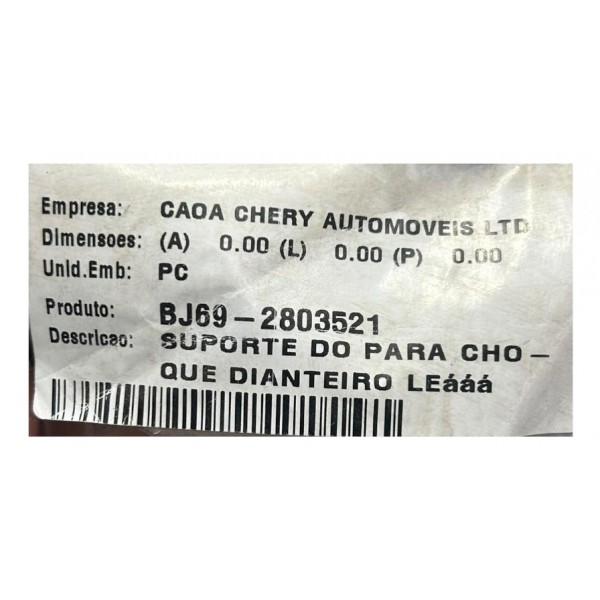 Empresa: CAOA CHERY AUTOMOVEIS LTD
Dimensoes: (A) 0.00 (L) 0.00 (P) 0.00
Unid.Emb: PC
Produto: BJ69-2803521
Descricao: SUPORTE DO PARA CHO-
QUE DIANTEIRO LEááá